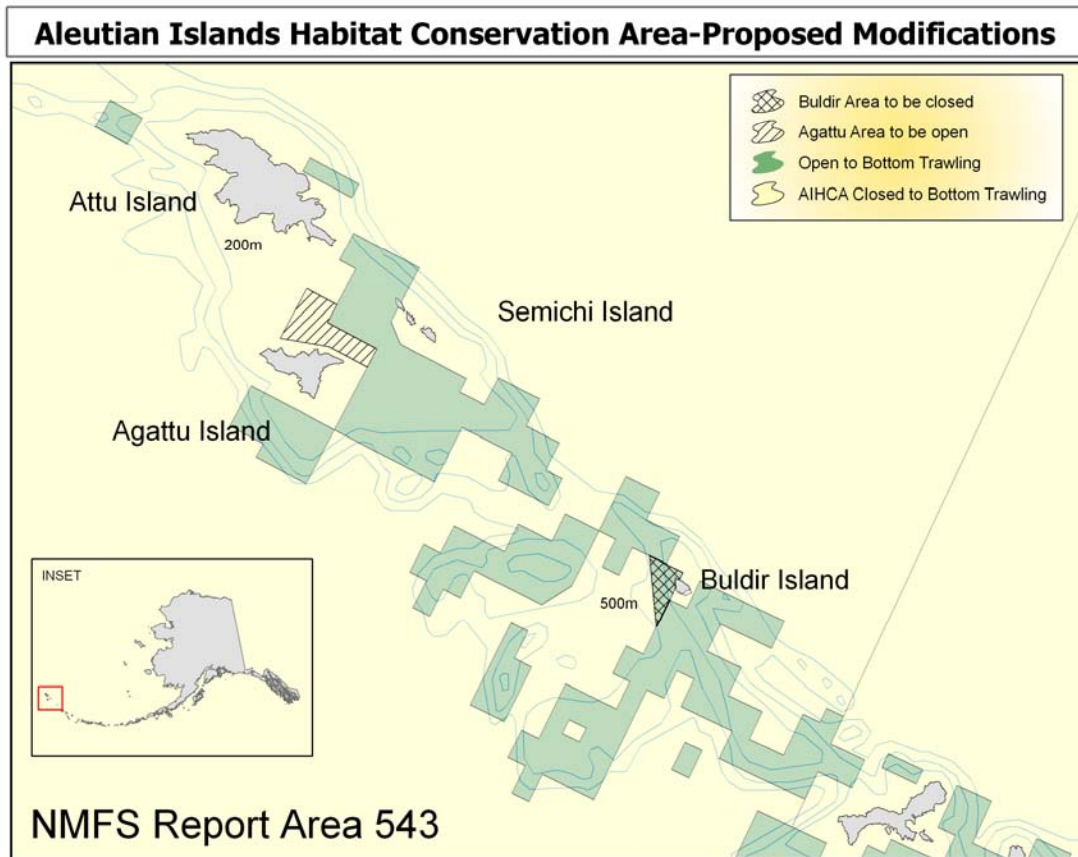 Aleutian Islands Habitat Conservation Area-Proposed Modifications
Buldir Area to be closed
Agattu Area to be open
Open to Bottom Trawling
AIHCA Closed to Bottom Trawling
Attu Island
200m
Semichi Island
Agattu Island
INSET
Buldir Island
500m
NMFS Report Area 543